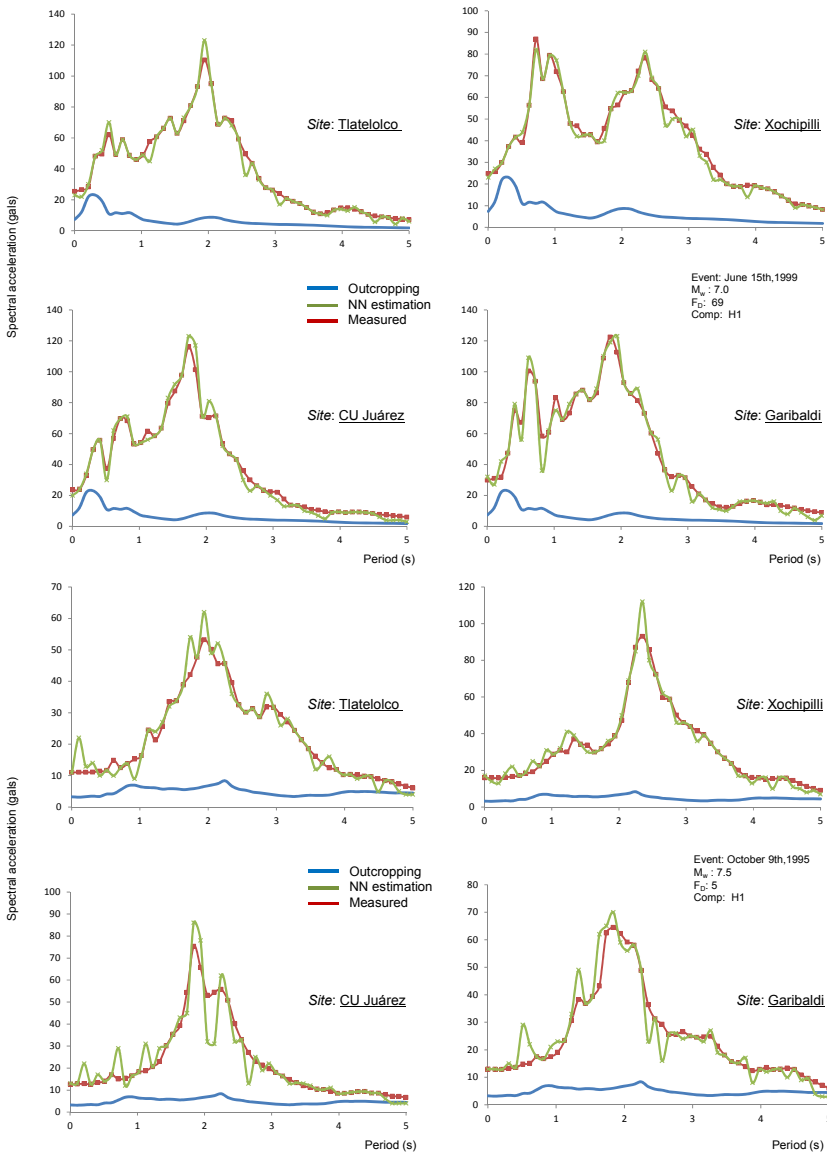 Spectral acceleration (gals)
140
120
100
80
60
40
20
0
0 1 2 3 4 5
Site: Tlatelolco
100
90
80
70
60
50
40
30
20
10
0
0 1 2 3 4 5
Site: Xochipilli
Outcropping
NN estimation
Measured
Event: June 15th,1999
Mw : 7.0
FD: 69
Comp: H1
140
120
100
80
60
40
20
0
0 1 2 3 4 5
Site: CU Juárez
Period (s)
140
120
100
80
60
40
20
0
0 1 2 3 4 5
Site: Garibaldi
Period (s)
Spectral acceleration (gals)
70
60
50
40
30
20
10
0
0 1 2 3 4 5
Site: Tlatelolco
120
100
80
60
40
20
0
0 1 2 3 4 5
Site: Xochipilli
Outcropping
NN estimation
Measured
Event: October 9th,1995
Mw : 7.5
FD: 5
Comp: H1
100
90
80
70
60
50
40
30
20
10
0
0 1 2 3 4 5
Site: CU Juárez
Period (s)
80
70
60
50
40
30
20
10
0
0 1 2 3 4
Site: Garibaldi
Period (s)